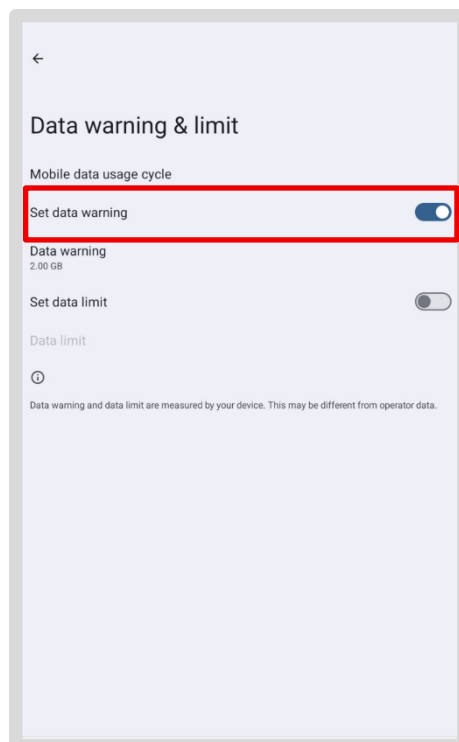 Data warning & limit
Mobile data usage cycle
Set data warning
Data warning
2.00 GB
Set data limit
Data limit
Data warning and data limit are measured by your device. This may be different from operator data.